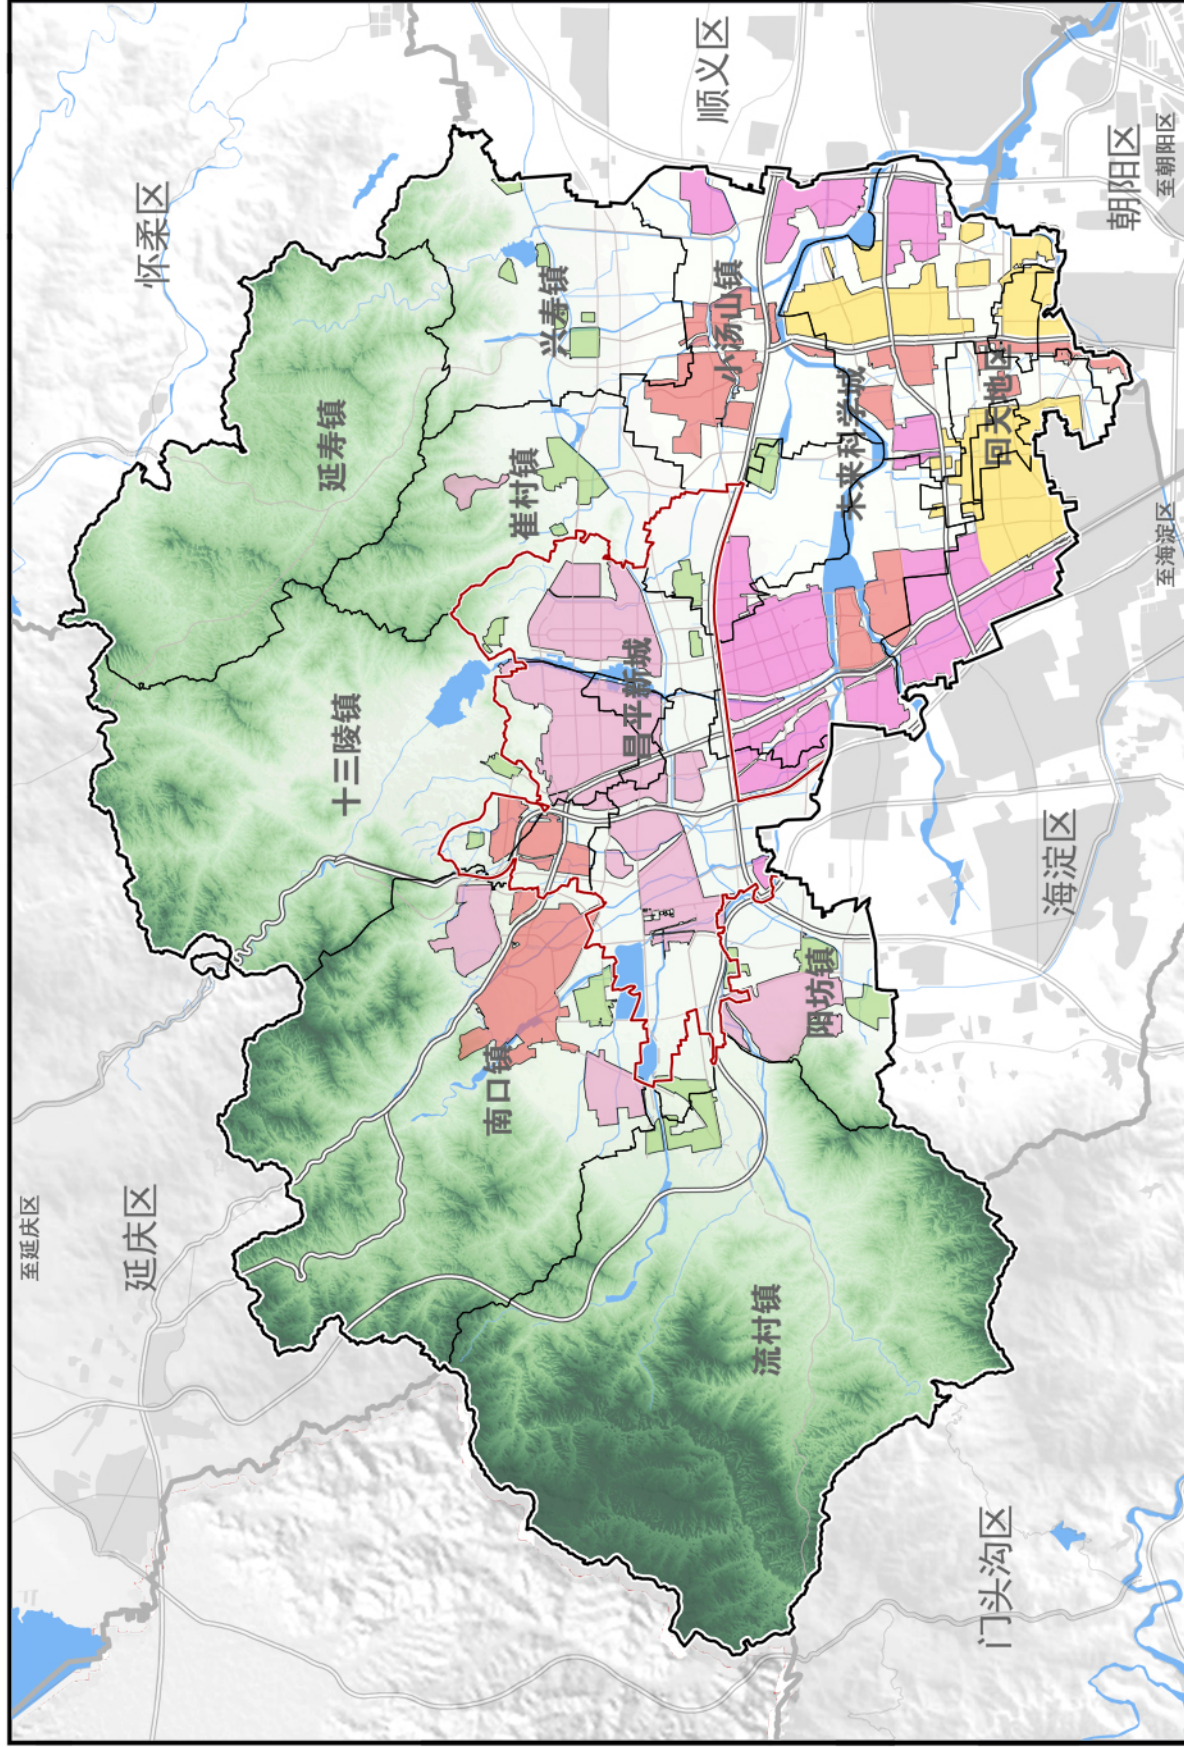 至延庆区
延庆区
怀柔区
延寿镇
十三陵镇
南口镇
崔村镇
兴寿镇
昌平新城
顺义区
小汤山镇
流村镇
阳坊镇
未来科学城
回天地区
门头沟区
海淀区
朝阳区
至海淀区
至朝阳区